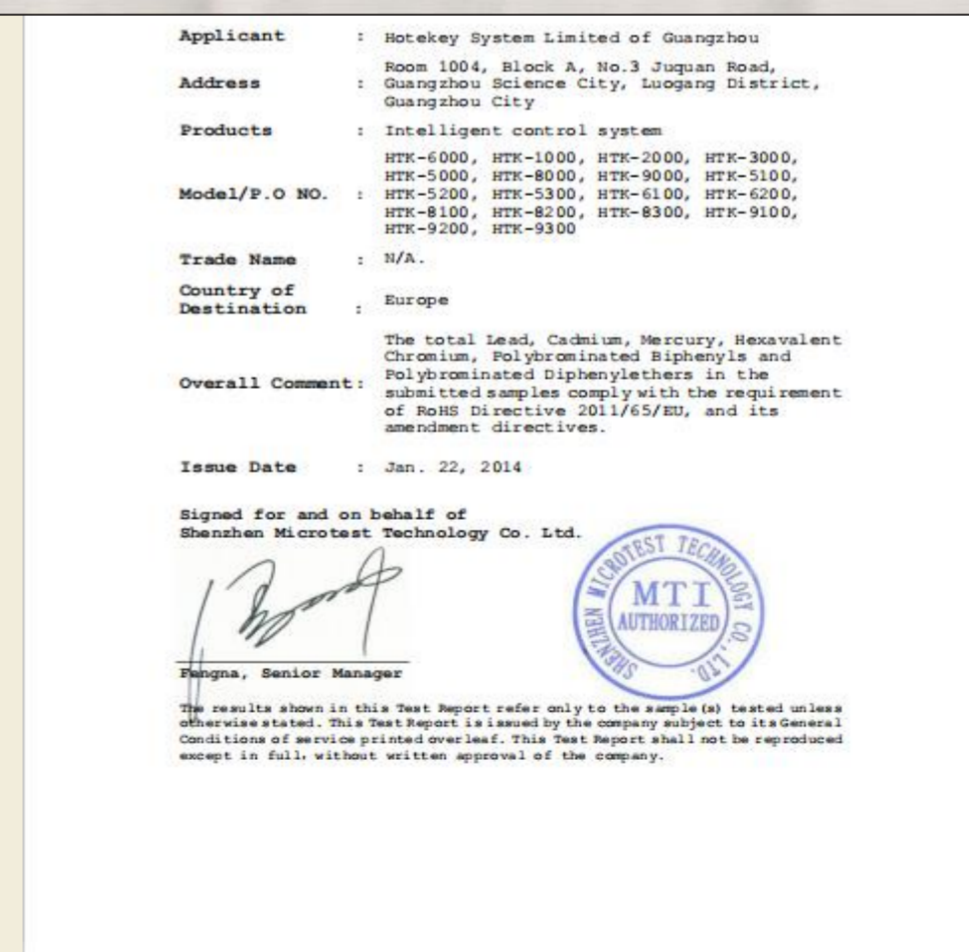 Applicant : Hotekey System Limited of Guangzhou
Room 1004, Block A, No.3 Juquan Road,
Address : Guangzhou Science City, Luogang District,
Guangzhou City
Products : Intelligent control system
HTK-6000, HTK-1000, HTK-2000, HTK-3000,
HTK-5000, HTK-8000, HTK-9000, HTK-5100,
Model/P.O NO. : HTK-5200, HTK-5300, HTK-6100, HTK-6200,
HTK-8100, HTK-8200, HTK-8300, HTK-9100,
HTK-9200, HTK-9300
Trade Name : N/A.
Country of
Destination : Europe
The total Lead, Cadmium, Mercury, Hexavalent
Chromium, Polybrominated Biphenyls and
Polybrominated Diphenylethers in the
Overall Comment: submitted samples comply with the requirement
of RoHS Directive 2011/65/EU, and its
amendment directives.
Issue Date : Jan. 22, 2014
Signed for and on behalf of
Shenzhen Microtest Technology Co. Ltd.
SHENZHEN MICROTEST TECHNOLOGY CO., LTD.
MTI
AUTHORIZED
Fengna, Senior Manager
The results shown in this Test Report refer only to the sample(s) tested unless
otherwise stated. This Test Report is issued by the company subject to its General
Conditions of service printed overleaf. This Test Report shall not be reproduced
except in full, without written approval of the company.